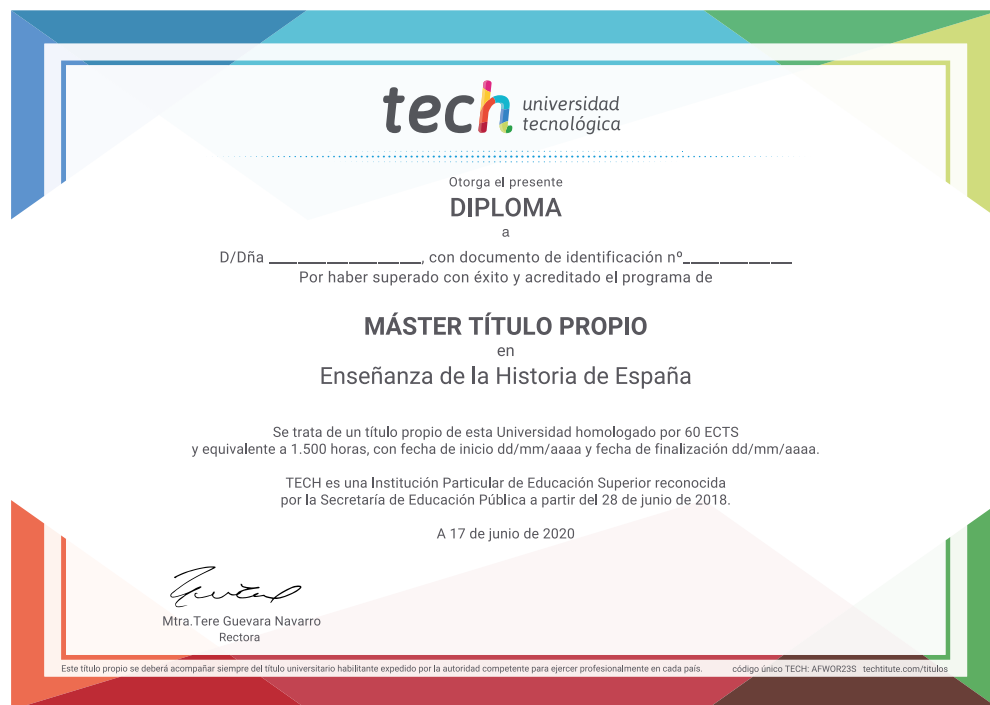 tech universidad
tecnológica
Otorga el presente
DIPLOMA
a
D/Dña ________________, con documento de identificación nº____________
Por haber superado con éxito y acreditado el programa de
MÁSTER TÍTULO PROPIO
en
Enseñanza de la Historia de España
Se trata de un título propio de esta Universidad homologado por 60 ECTS
y equivalente a 1.500 horas, con fecha de inicio dd/mm/aaaa y fecha de finalización dd/mm/aaaa.
TECH es una Institución Particular de Educación Superior reconocida
por la Secretaría de Educación Pública a partir del 28 de junio de 2018.
A 17 de junio de 2020
Mtra.Tere Guevara Navarro
Rectora
Este título propio se deberá acompañar siempre del título universitario habilitante expedido por la autoridad competente para ejercer profesionalmente en cada país. código único TECH: AFWOR23S techtitute.com/titulos